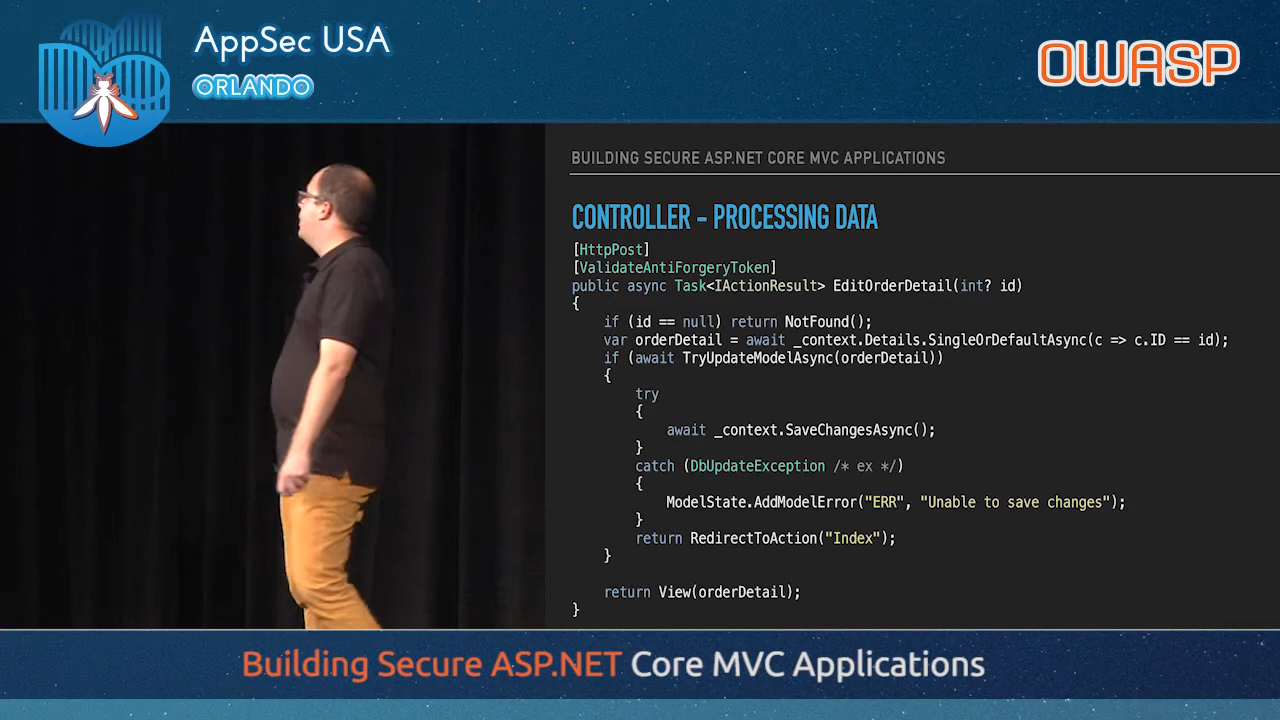 AppSec USA
ORLANDO
OWASP
BUILDING SECURE ASP.NET CORE MVC APPLICATIONS
CONTROLLER - PROCESSING DATA
[HttpPost]
[ValidateAntiForgeryToken]
public async Task<IActionResult> EditOrderDetail(int? id)
{
    if (id == null) return NotFound();
    var orderDetail = await _context.Details.SingleOrDefaultAsync(c => c.ID == id);
    if (await TryUpdateModelAsync(orderDetail))
    {
        try
        {
            await _context.SaveChangesAsync();
        }
        catch (DbUpdateException /* ex */)
        {
            ModelState.AddModelError("ERR", "Unable to save changes");
        }
        return RedirectToAction("Index");
    }
    return View(orderDetail);
}
Building Secure ASP.NET Core MVC Applications